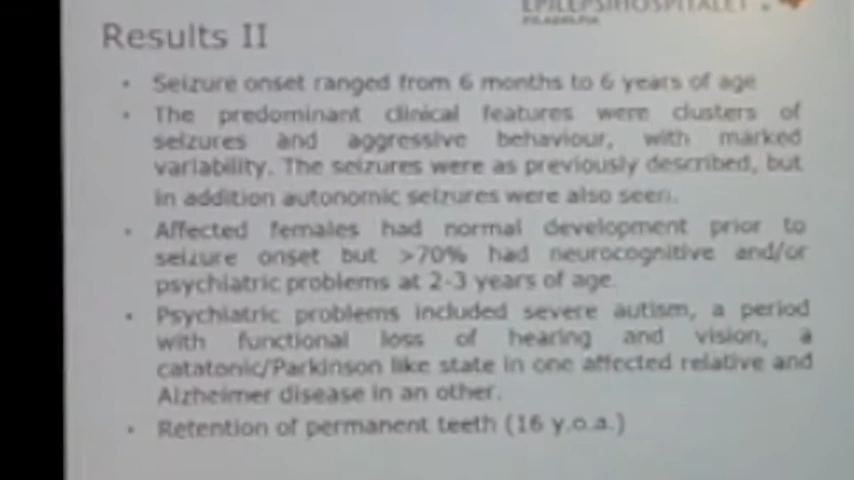 EPILEPSIHOSPITALET
FILADELFIA
Results II
• Seizure onset ranged from 6 months to 6 years of age
• The predominant clinical features were clusters of
seizures and aggressive behaviour, with marked
variability. The seizures were as previously described, but
in addition autonomic seizures were also seen.
• Affected females had normal development prior to
seizure onset but >70% had neurocognitive and/or
psychiatric problems at 2-3 years of age.
• Psychiatric problems included severe autism, a period
with functional loss of hearing and vision, a
catatonic/Parkinson like state in one affected relative and
Alzheimer disease in an other.
• Retention of permanent teeth (16 y.o.a.)